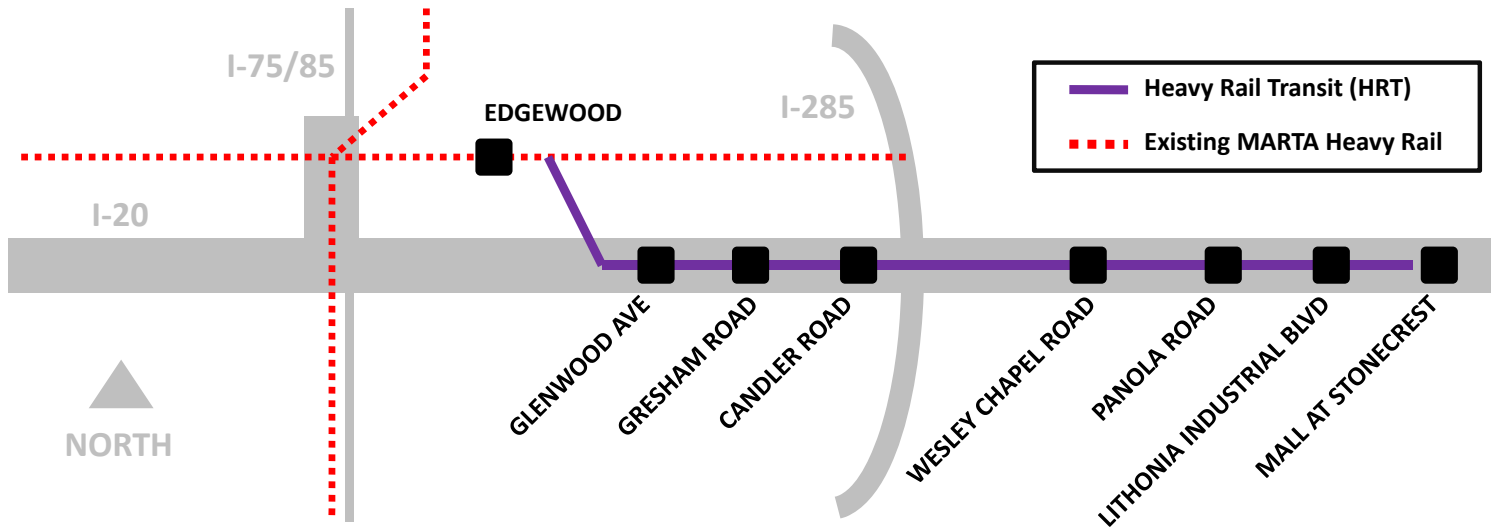 I-75/85
EDGEWOOD
I-285
Heavy Rail Transit (HRT)
Existing MARTA Heavy Rail
I-20
GLENWOOD AVE
GRESHAM ROAD
CANDLER ROAD
WESLEY CHAPEL ROAD
PANOLA ROAD
LITHONIA INDUSTRIAL BLVD
MALL AT STONECREST
NORTH